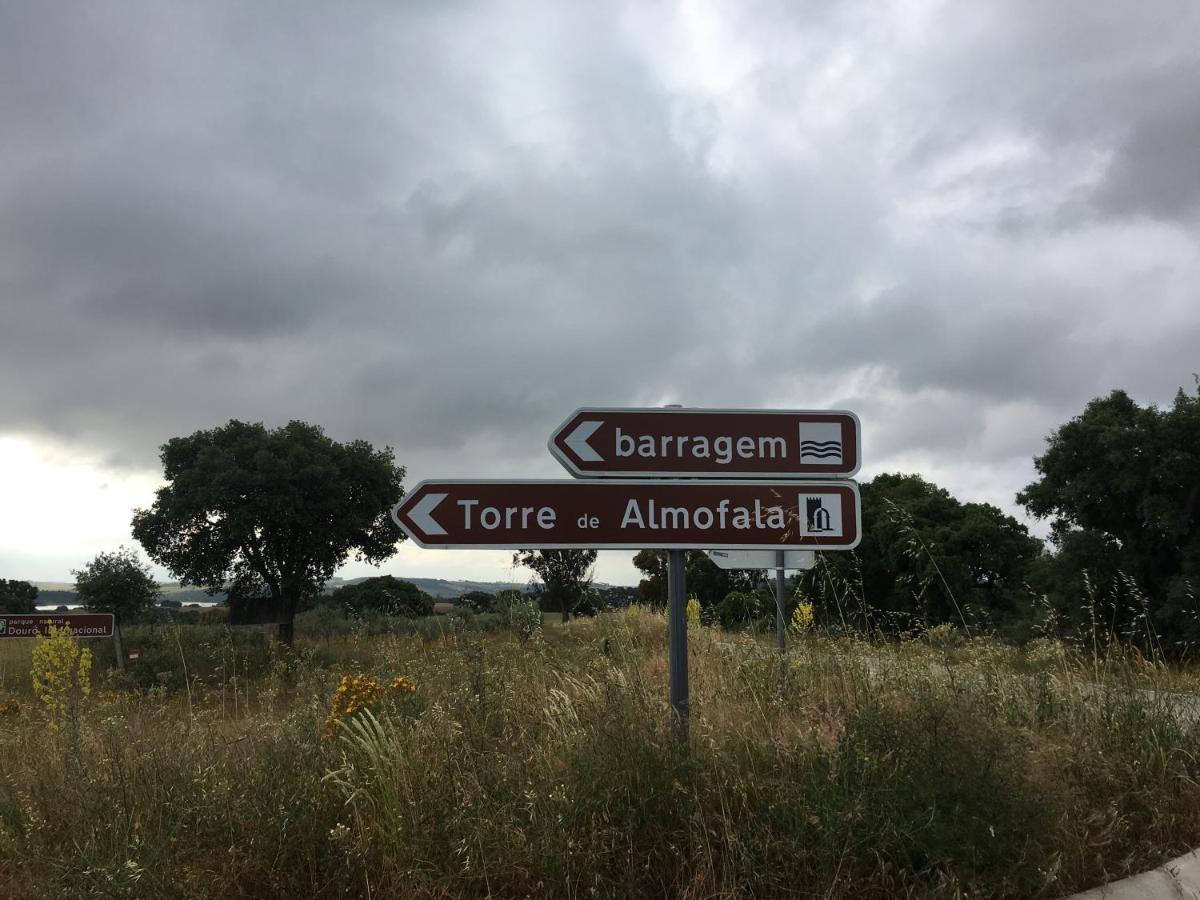 barragem
Torre de Almofala
parque natural
Douro Internacional